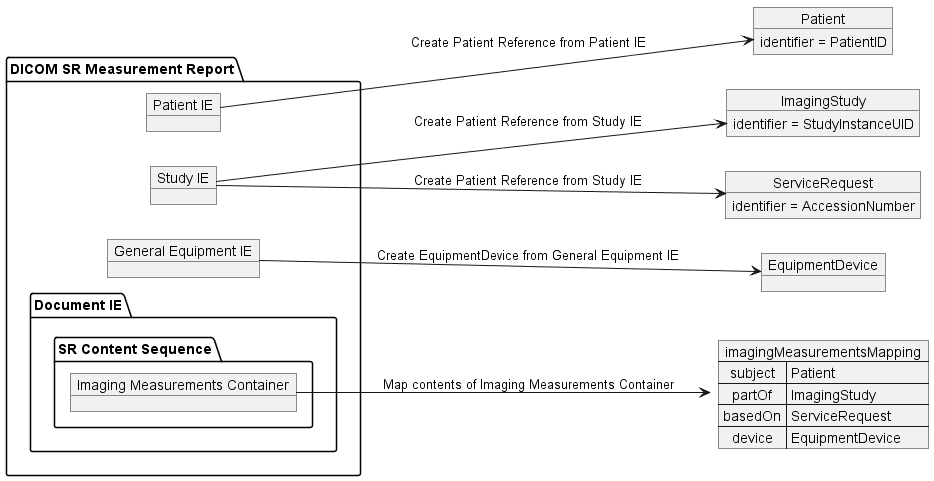 Patient
identifier = PatientID
Create Patient Reference from Patient IE
DICOM SR Measurement Report
Patient IE
ImagingStudy
identifier = StudyInstanceUID
Create Patient Reference from Study IE
Study IE
Create Patient Reference from Study IE
ServiceRequest
identifier = AccessionNumber
General Equipment IE
Create EquipmentDevice from General Equipment IE
EquipmentDevice
Document IE
SR Content Sequence
Imaging Measurements Container
Map contents of Imaging Measurements Container
imagingMeasurementsMapping
subject Patient
partOf ImagingStudy
basedOn ServiceRequest
device EquipmentDevice